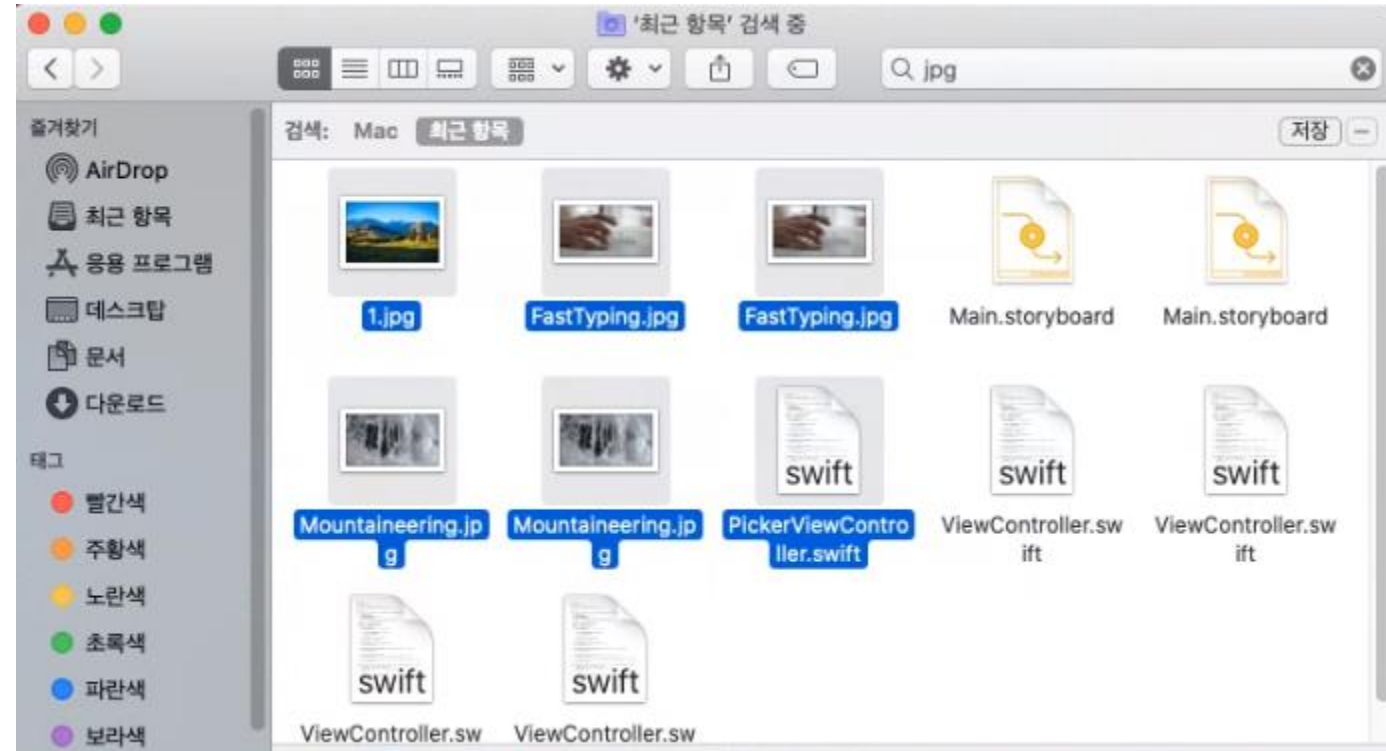 '최근 항목' 검색 중
jpg
즐겨찾기
AirDrop
최근 항목
응용 프로그램
데스크탑
문서
다운로드
태그
빨간색
주황색
노란색
초록색
파란색
보라색
검색: Mac 최근 항목 저장
1.jpg
FastTyping.jpg
FastTyping.jpg
Main.storyboard
Main.storyboard
Mountaineering.jp
g
Mountaineering.jp
g
swift
PickerViewContro
ller.swift
swift
ViewController.sw
ift
swift
ViewController.sw
ift
swift
ViewController.sw
swift
ViewController.sw